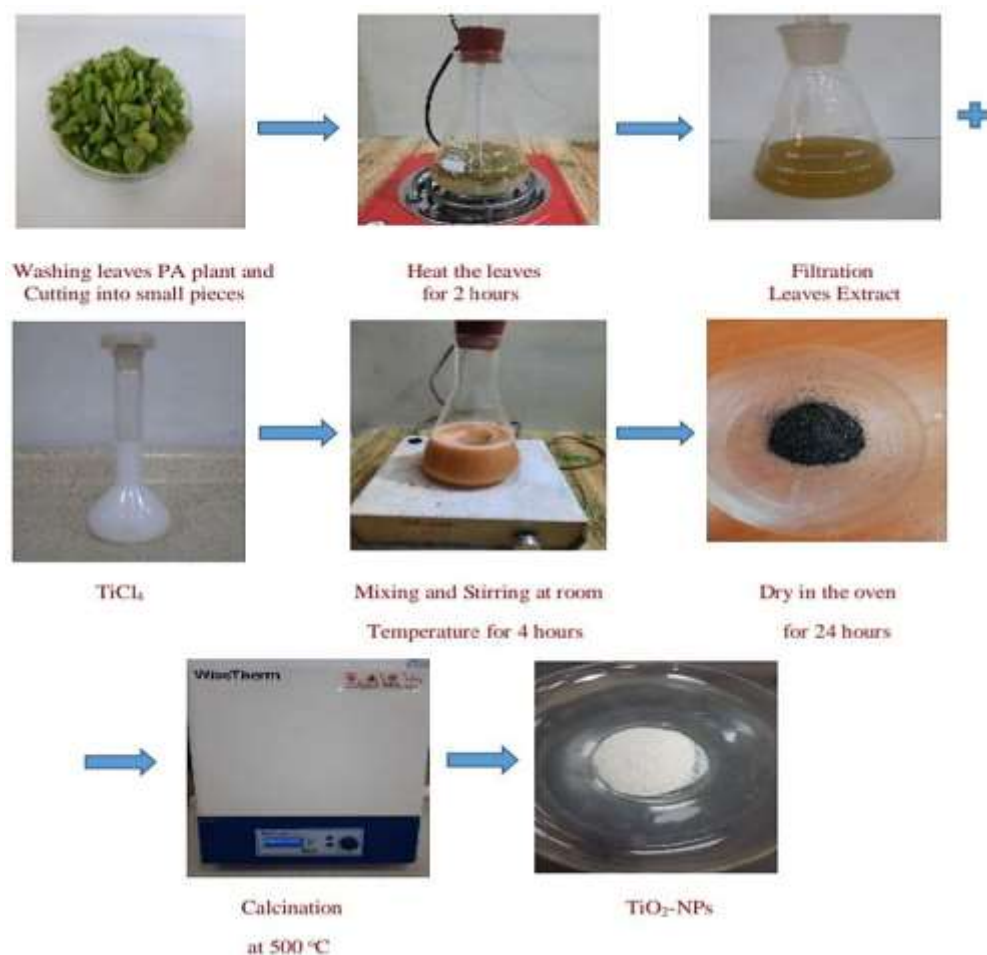 Washing leaves PA plant and
Cutting into small pieces
Heat the leaves
for 2 hours
Filtration
Leaves Extract
TiCl₄
Mixing and Stirring at room
Temperature for 4 hours
Dry in the oven
for 24 hours
WiseTherm
Calcination
at 500 °C
TiO₂-NPs